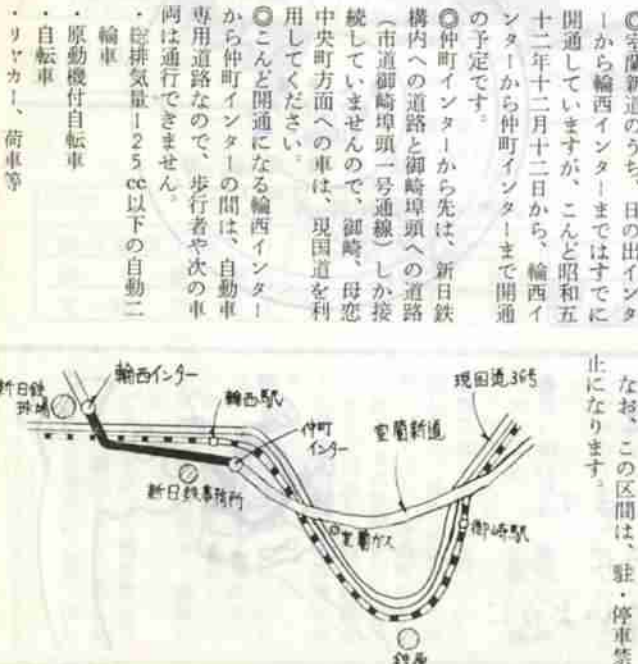 ◎室蘭新道のうち、日の出インタ
ーから輪西インターまではすでに
開通していますが、こんど昭和五
十二年十二月十二日から、輪西イ
ンターから仲町インターまで開通
の予定です。
◎仲町インターから先は、新日鉄
構内への道路と御崎埠頭への道路
(市道御崎埠頭一号通線)しか接
続していませんので、御崎、母恋
中央町方面への車は、現国道を利
用してください。
◎こんど開通になる輪西インター
から仲町インターの間は、自動車
専用道路なので、歩行者や次の車
両は通行できません。
・総排気量125cc以下の自動二
輪車
・原動機付自転車
・自転車
・リヤカー、荷車等
なお、この区間は、駐・停車禁
止になります。
輪西インター
新日鉄
球場
輪西駅
仲町
インター
新日鉄事務所
室蘭新道
現国道36号
室蘭ガス
御崎駅